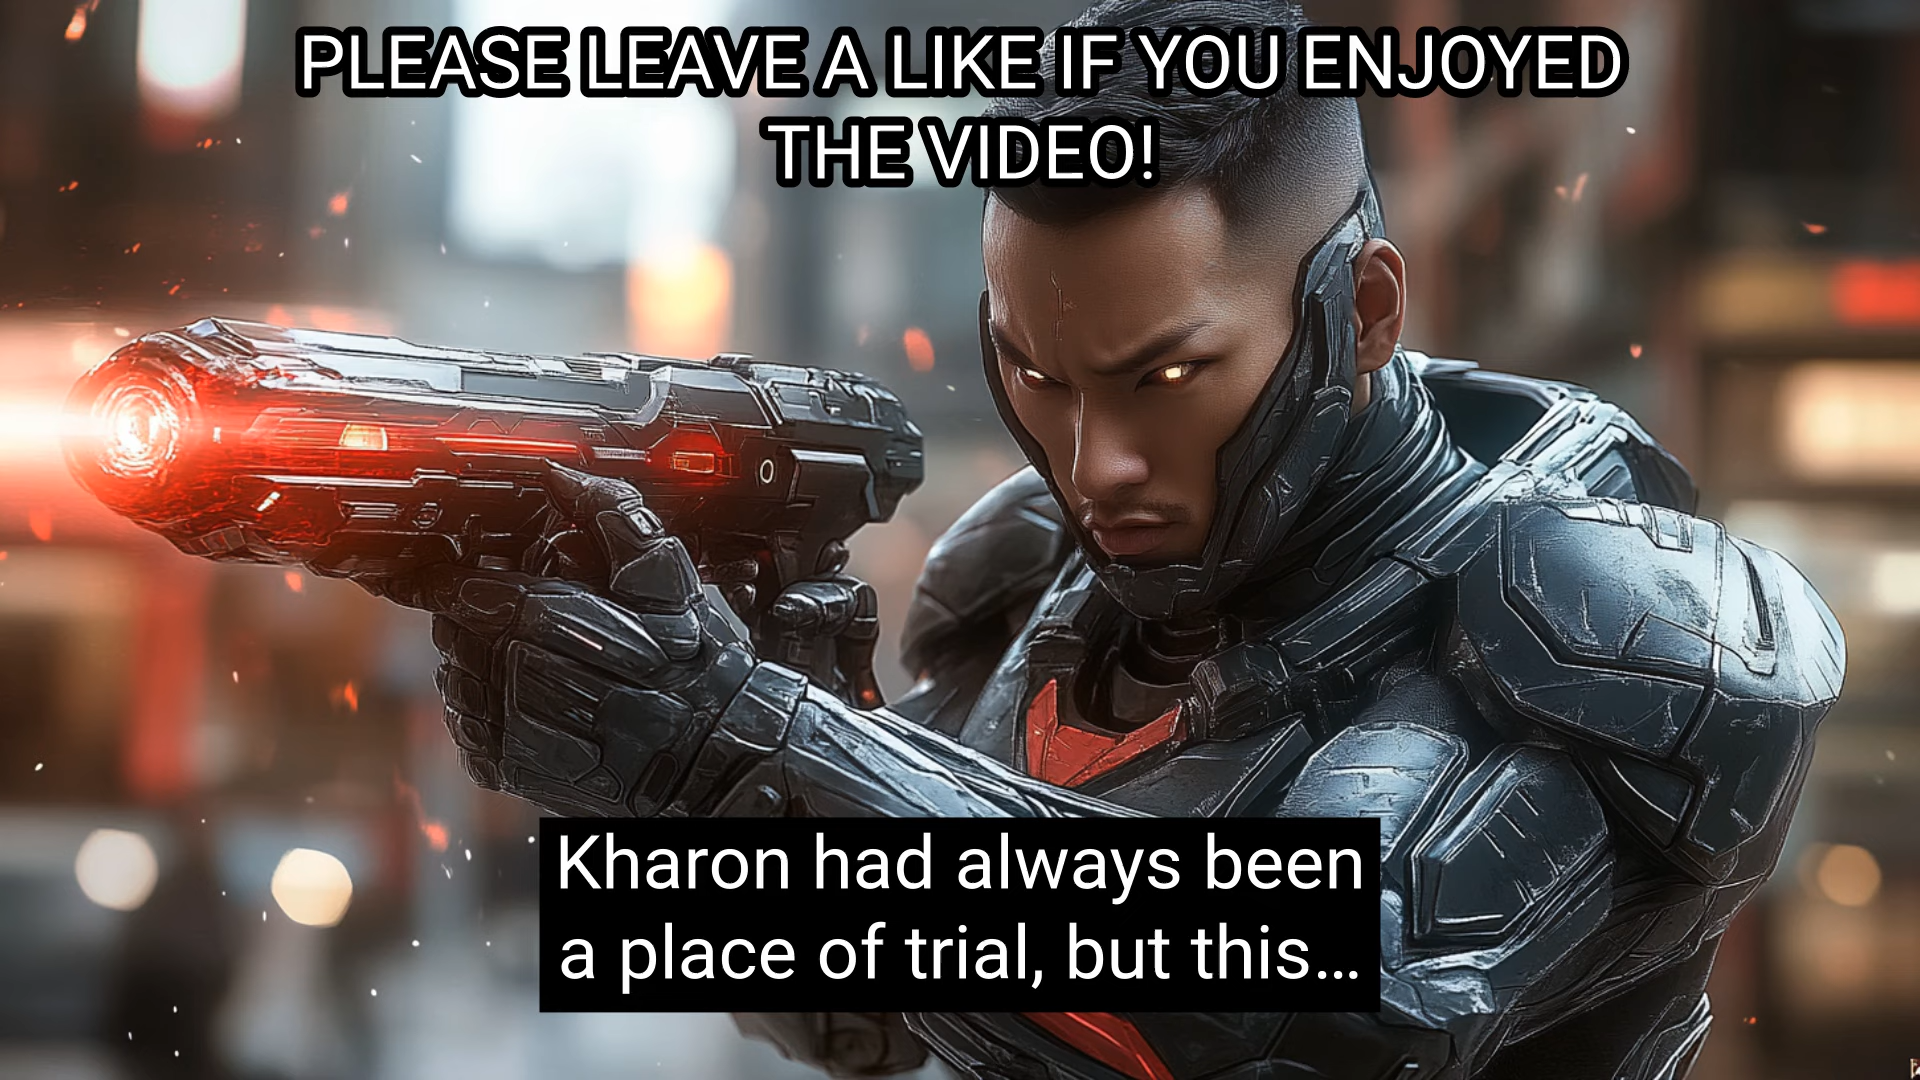 PLEASE LEAVE A LIKE IF YOU ENJOYED
THE VIDEO!
Kharon had always been
a place of trial, but this...